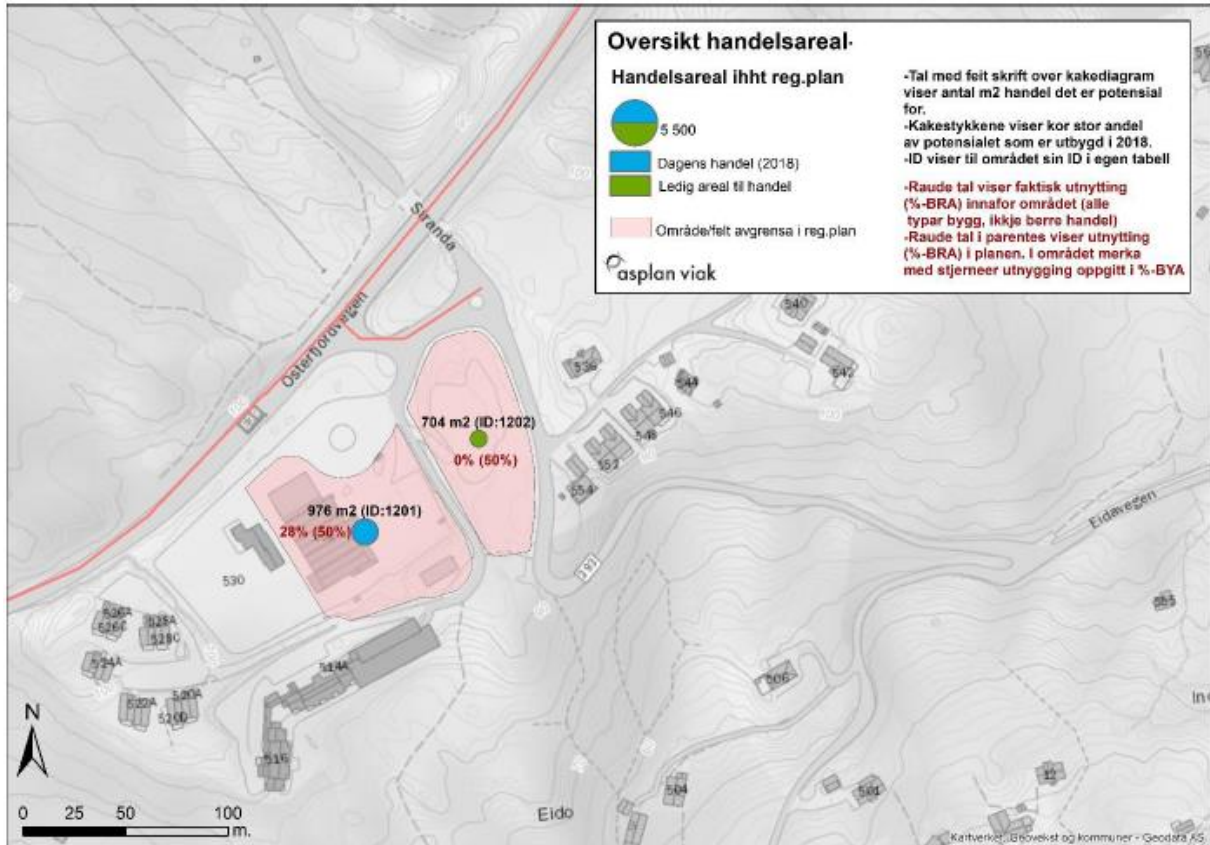 Oversikt handelsareal-
Handelsareal ihht reg.plan
5 500
Dagens handel (2018)
Ledig areal til handel
Område/felt avgrensa i reg.plan
asplan viak
-Tal med feit skrift over kakediagram
viser antal m2 handel det er potensial
for.
-Kakestykkene viser kor stor andel
av potensialet som er utbygd i 2018.
-ID viser til området sin ID i egen tabell
-Raude tal viser faktisk utnytting
(%-BRA) innafor området (alle
typar bygg, ikkje berre handel)
-Raude tal i parentes viser utnytting
(%-BRA) i planen. I området merka
med stjerneer utnygging oppgitt i %-BYA
Siranda
Osterfjordvegen
540
542
536
544
546
548
552
554
704 m2 (ID:1202)
0% (50%)
976 m2 (ID:1201)
28% (50%)
Eidavegen
530
526A
526C
528A
528C
524A
522A
520A
520D
514A
516
506
504
501
12
Eido
N
0 50 100
m.
Kartverket, Geovekst og kommuner - Geodata AS